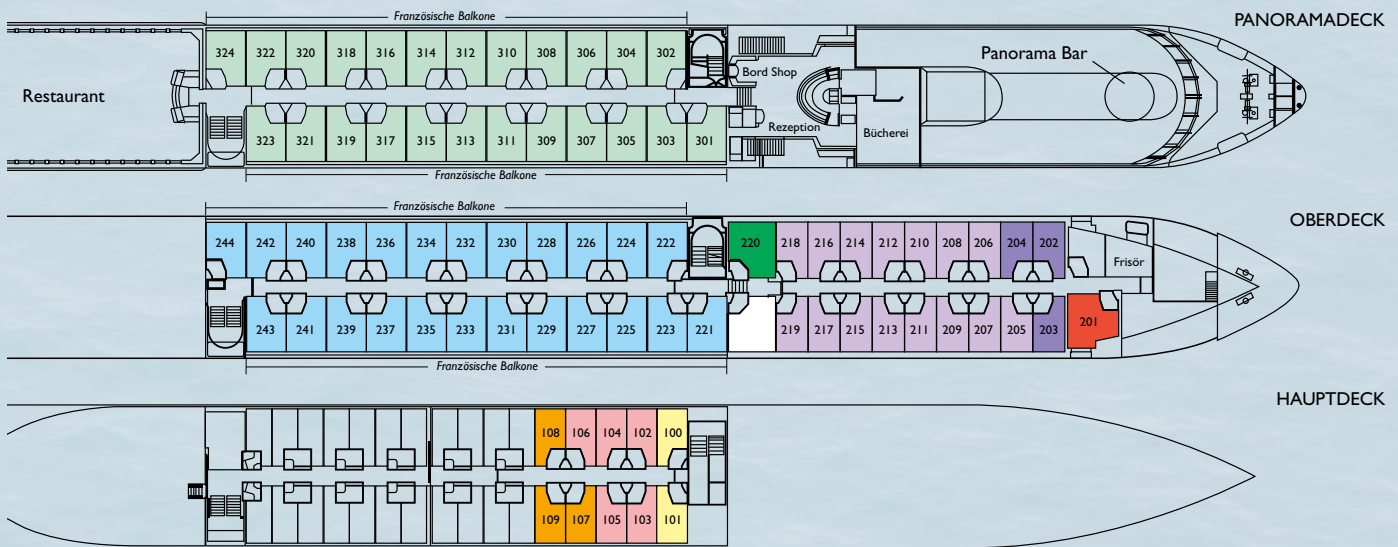 Französische Balkone
PANORAMADECK
324 322 320 318 316 314 312 310 308 306 304 302
Bord Shop
Panorama Bar
Restaurant
Rezeption
Bücherei
323 321 319 317 315 313 311 309 307 305 303 301
Französische Balkone
Französische Balkone
OBERDECK
244 242 240 238 236 234 232 230 228 226 224 222 220 218 216 214 212 210 208 206 204 202
Frisör
243 241 239 237 235 233 231 229 227 225 223 221 219 217 215 213 211 209 207 205 203 201
Französische Balkone
HAUPTDECK
108 106 104 102 100
109 107 105 103 101